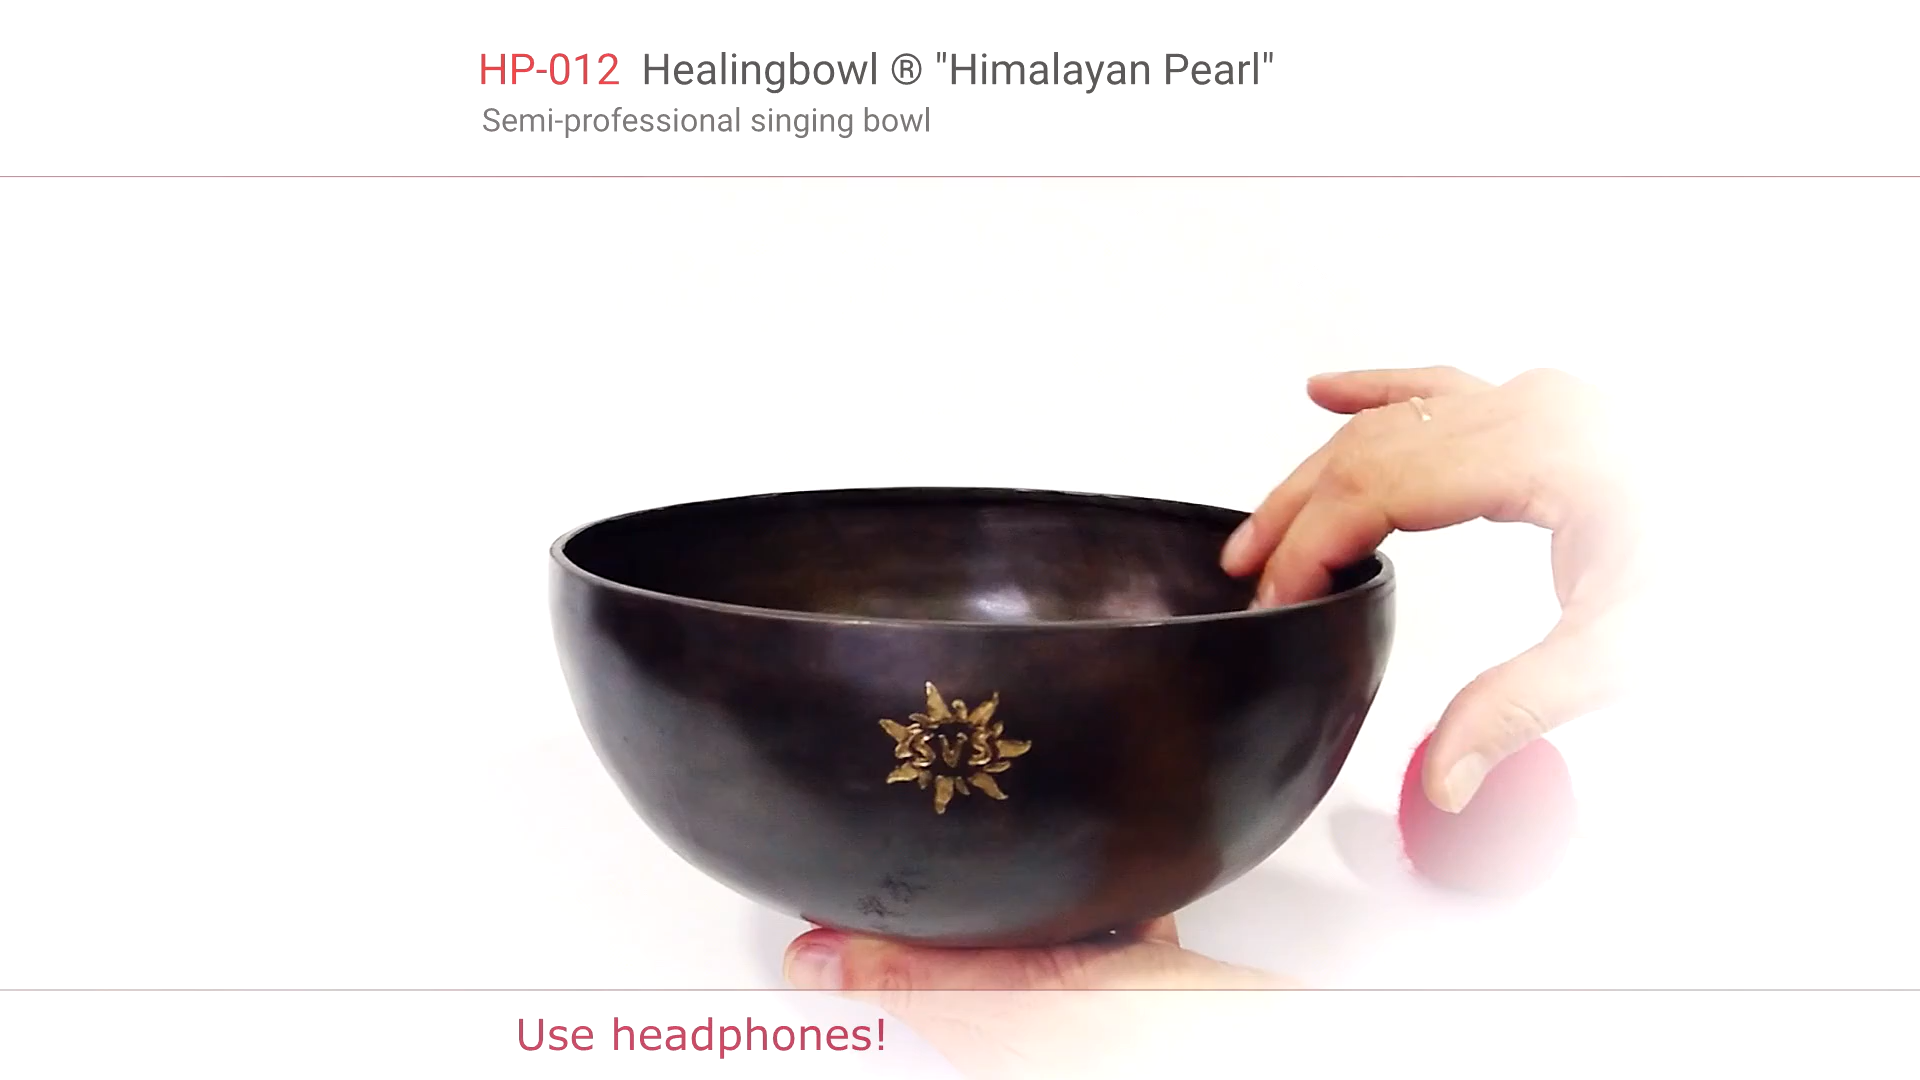 HP-012 Healingbowl ® "Himalayan Pearl"
Semi-professional singing bowl
SVS
Use headphones!